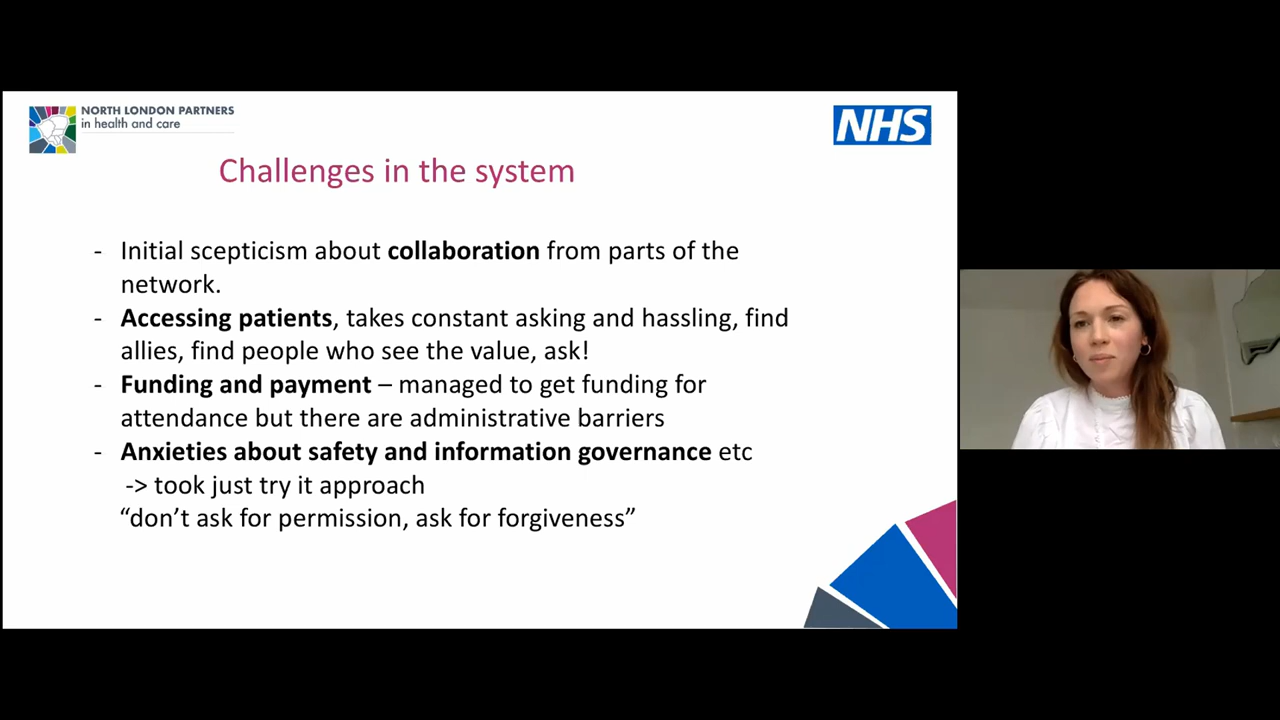 NORTH LONDON PARTNERS
in health and care
NHS
Challenges in the system
- Initial scepticism about collaboration from parts of the
network.
- Accessing patients, takes constant asking and hassling, find
allies, find people who see the value, ask!
- Funding and payment – managed to get funding for
attendance but there are administrative barriers
- Anxieties about safety and information governance etc
-> took just try it approach
“don’t ask for permission, ask for forgiveness”